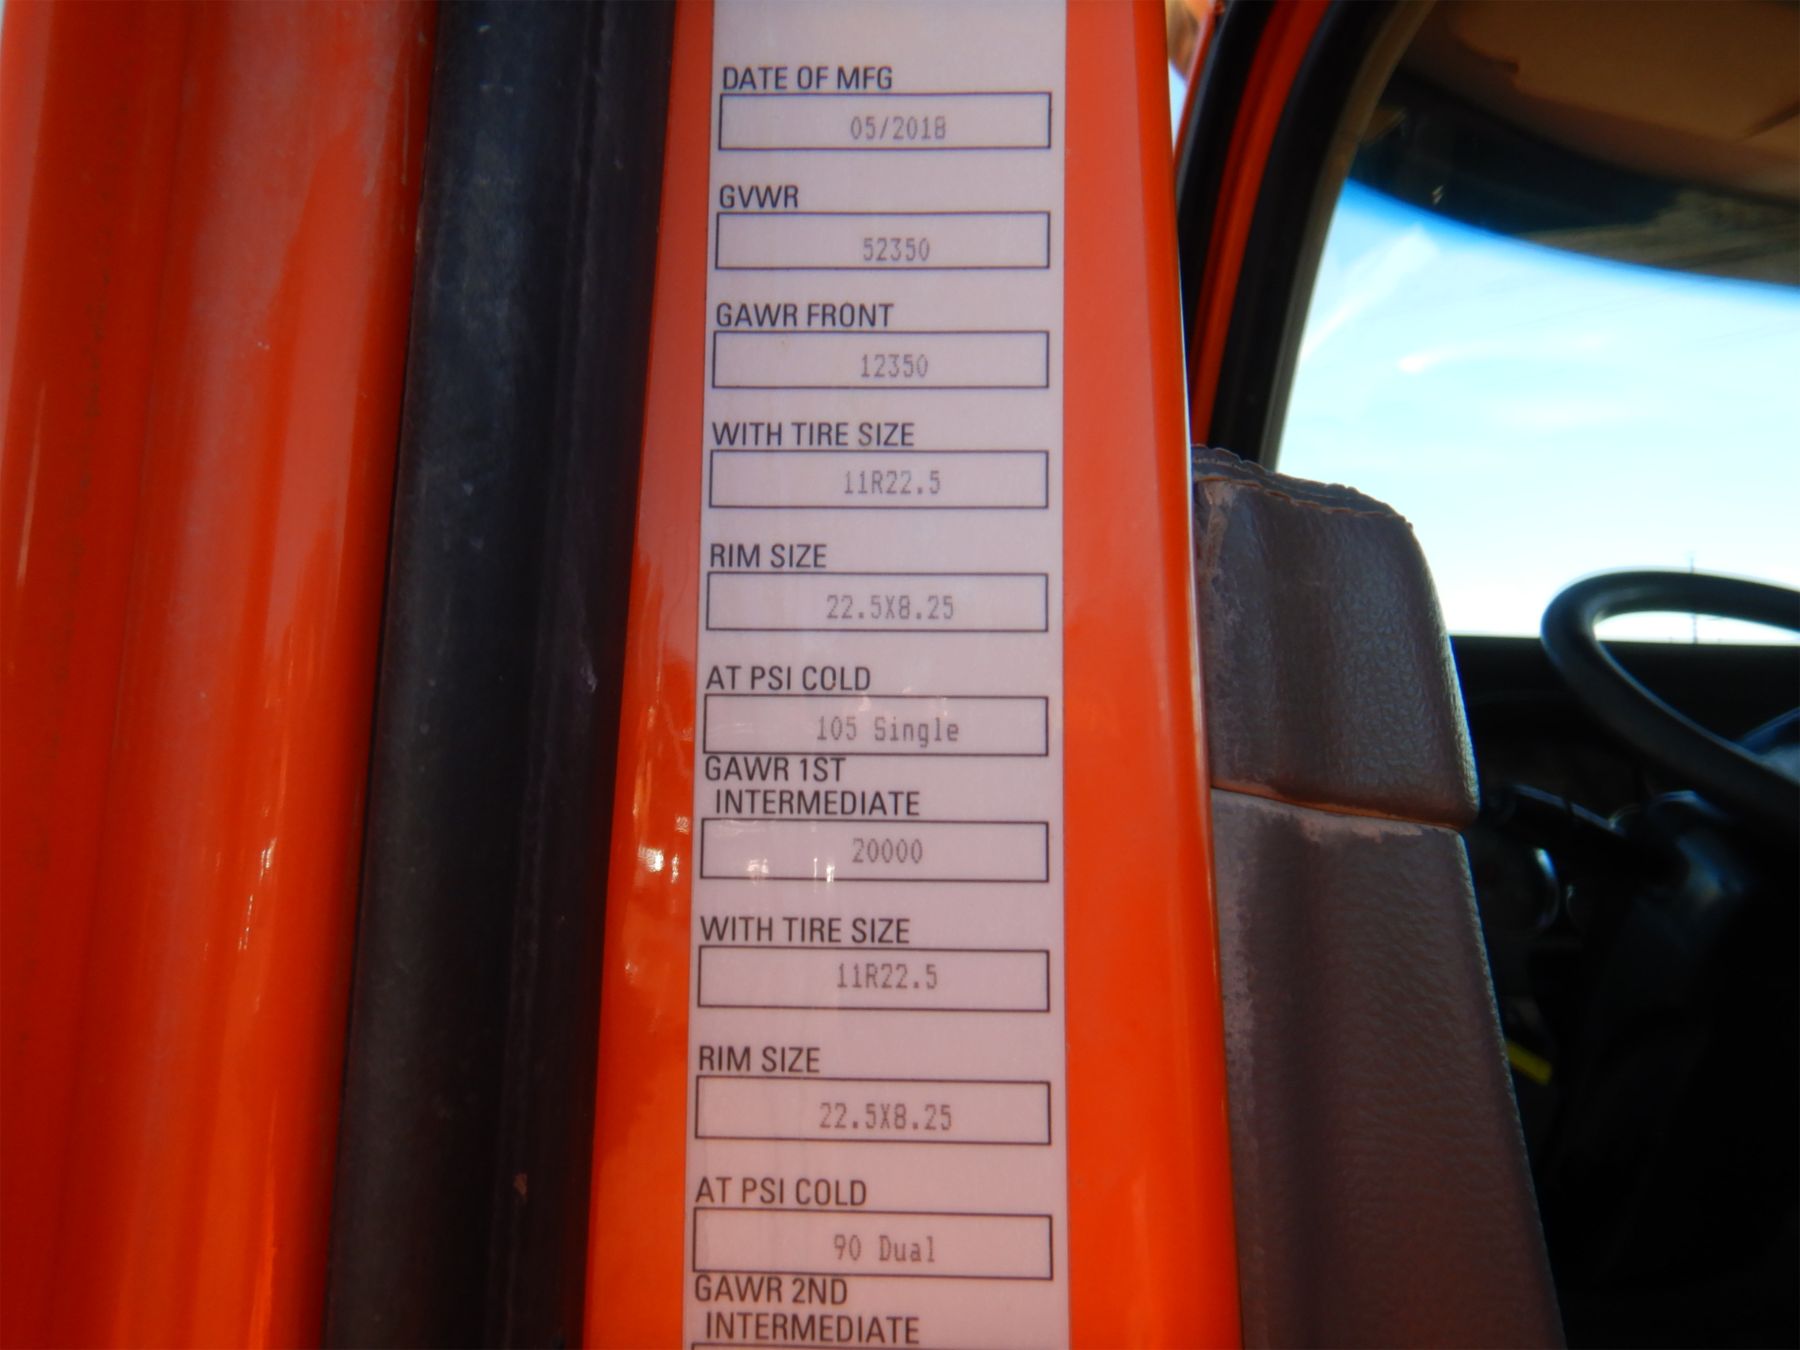 DATE OF MFG
05/2018
GVWR
52350
GAWR FRONT
12350
WITH TIRE SIZE
11R22.5
RIM SIZE
22.5X8.25
AT PSI COLD
105 Single
GAWR 1ST
INTERMEDIATE
20000
WITH TIRE SIZE
11R22.5
RIM SIZE
22.5X8.25
AT PSI COLD
90 Dual
GAWR 2ND
INTERMEDIATE